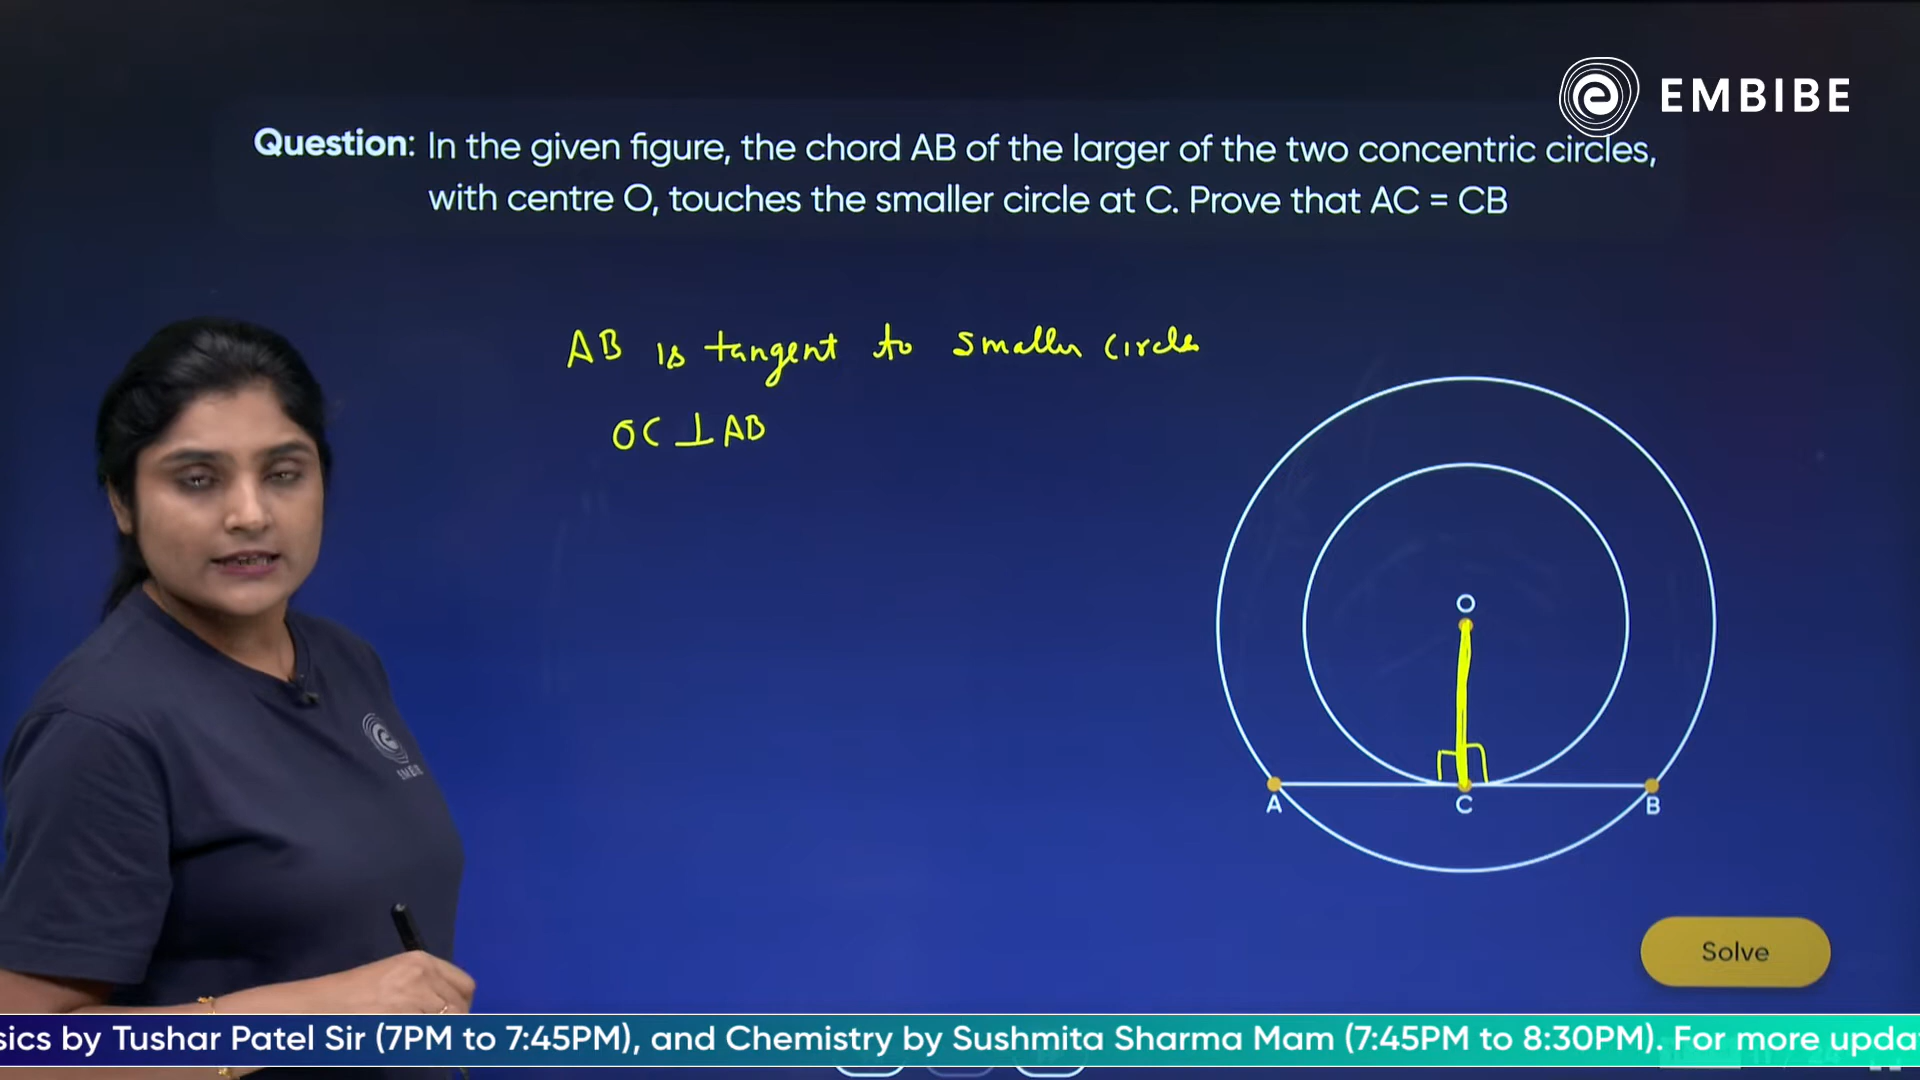 EMBIBE
Question: In the given figure, the chord AB of the larger of the two concentric circles,
with centre O, touches the smaller circle at C. Prove that AC = CB
AB is tangent to smaller circle
OC ⊥ AB
O
A
C
B
EMBIBE
Solve
sics by Tushar Patel Sir (7PM to 7:45PM), and Chemistry by Sushmita Sharma Mam (7:45PM to 8:30PM). For more upda